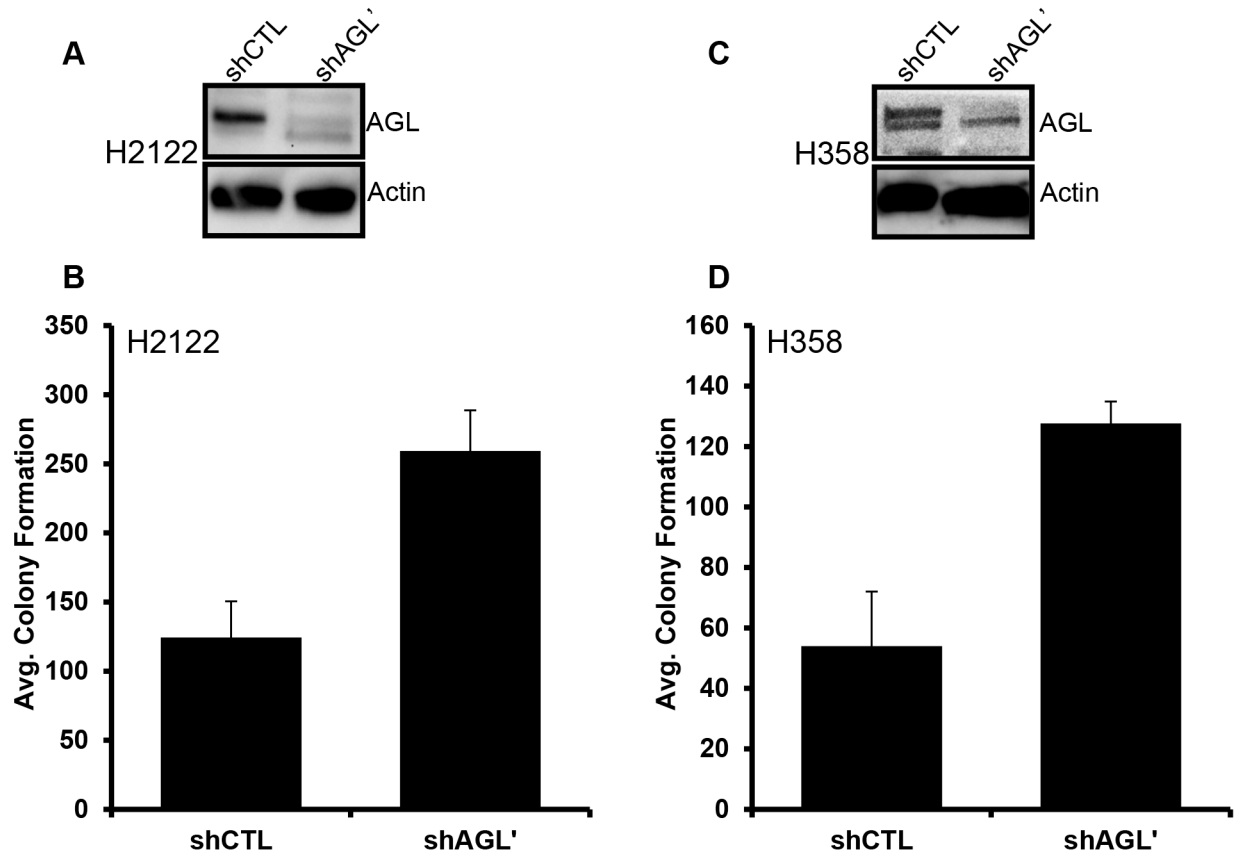 A
shCTL
shAGL'
AGL
H2122
Actin
C
shCTL
shAGL'
AGL
H358
Actin
B
H2122
Avg. Colony Formation
350
300
250
200
150
100
50
0
shCTL
shAGL'
D
H358
Avg. Colony Formation
160
140
120
100
80
60
40
20
0
shCTL
shAGL'